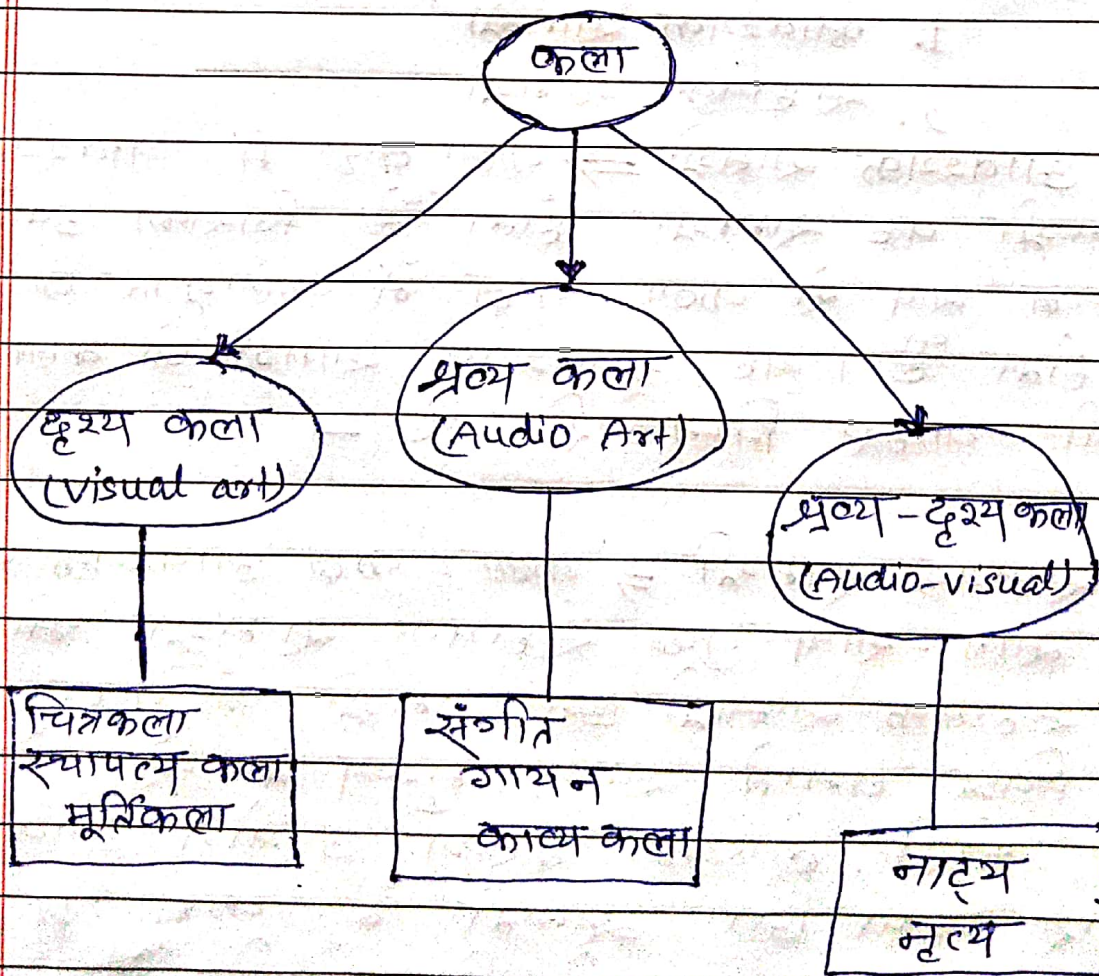 कला
दृश्य कला
(visual art)
श्रव्य कला
(Audio Art)
श्रव्य - दृश्य कला
(Audio-visual)
चित्रकला
स्थापत्य कला
मूर्तिकला
संगीत
गायन
काव्य कला
नाट्य
नृत्य